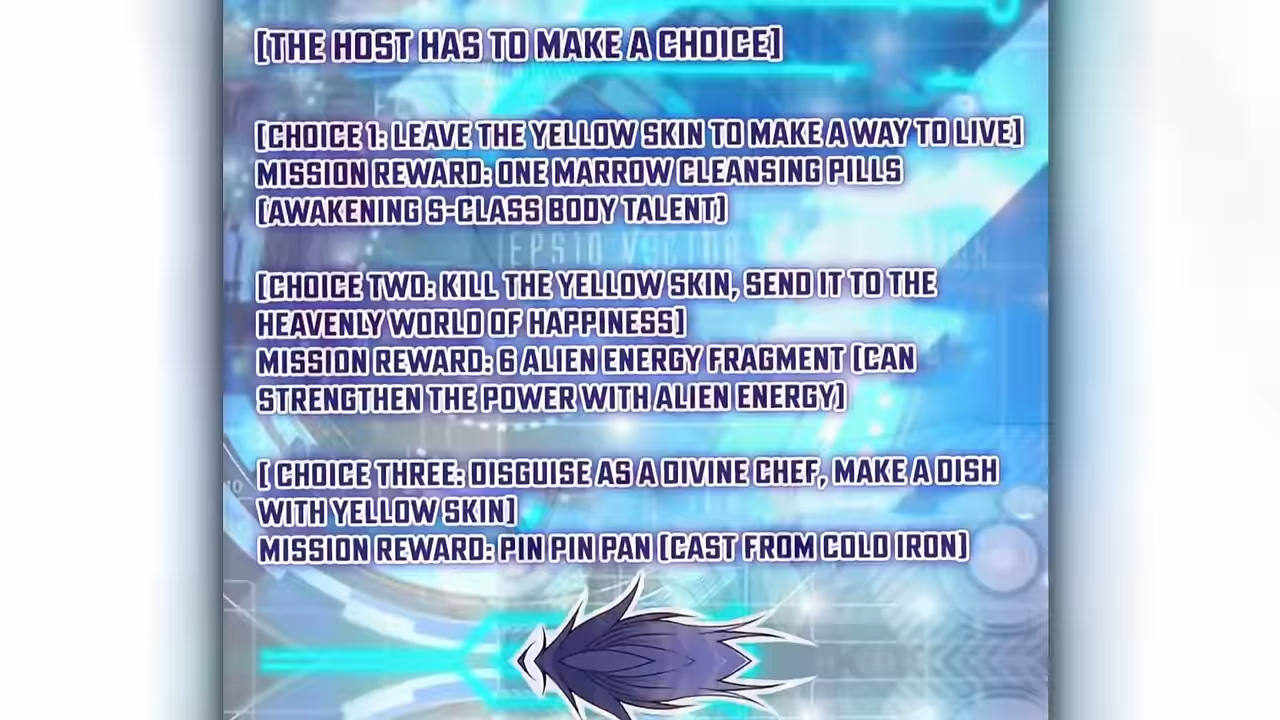 [THE HOST HAS TO MAKE A CHOICE]
[CHOICE 1: LEAVE THE YELLOW SKIN TO MAKE A WAY TO LIVE]
MISSION REWARD: ONE MARROW CLEANSING PILLS
[AWAKENING S-CLASS BODY TALENT]
[CHOICE TWO: KILL THE YELLOW SKIN, SEND IT TO THE
HEAVENLY WORLD OF HAPPINESS]
MISSION REWARD: 6 ALIEN ENERGY FRAGMENT [CAN
STRENGTHEN THE POWER WITH ALIEN ENERGY]
[ CHOICE THREE: DISGUISE AS A DIVINE CHEF, MAKE A DISH
WITH YELLOW SKIN]
MISSION REWARD: PIN PIN PAN [CAST FROM COLD IRON]